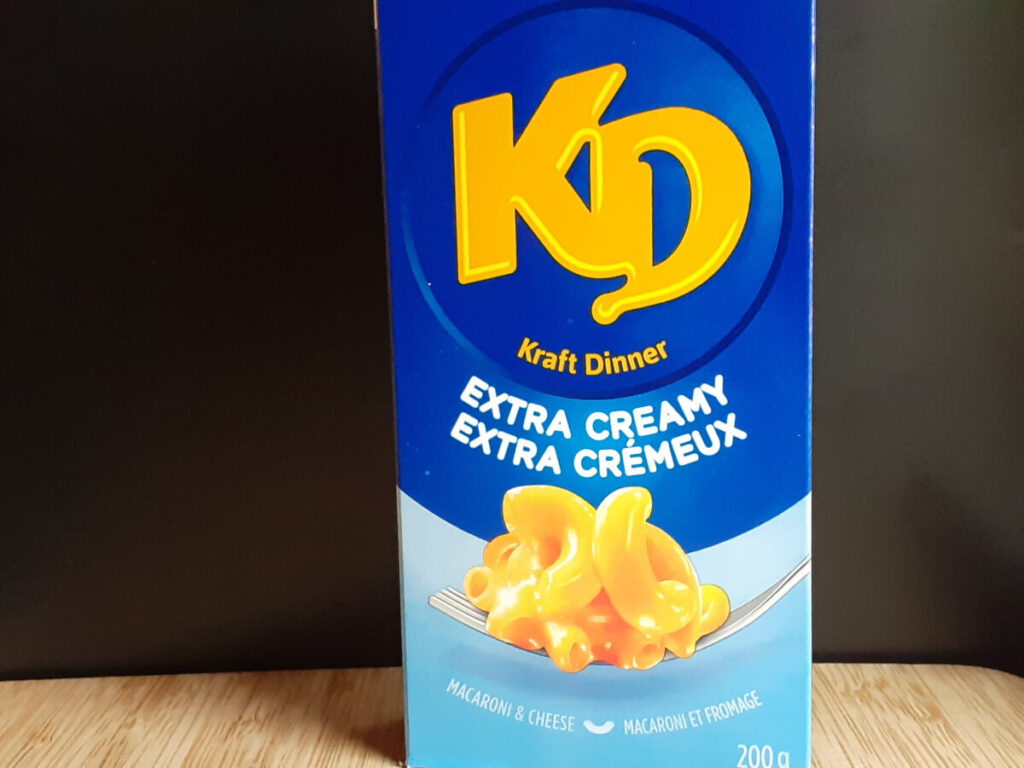 KD
Kraft Dinner
EXTRA CREAMY
EXTRA CRÉMEUX
MACARONI & CHEESE MACARONI ET FROMAGE
200 g